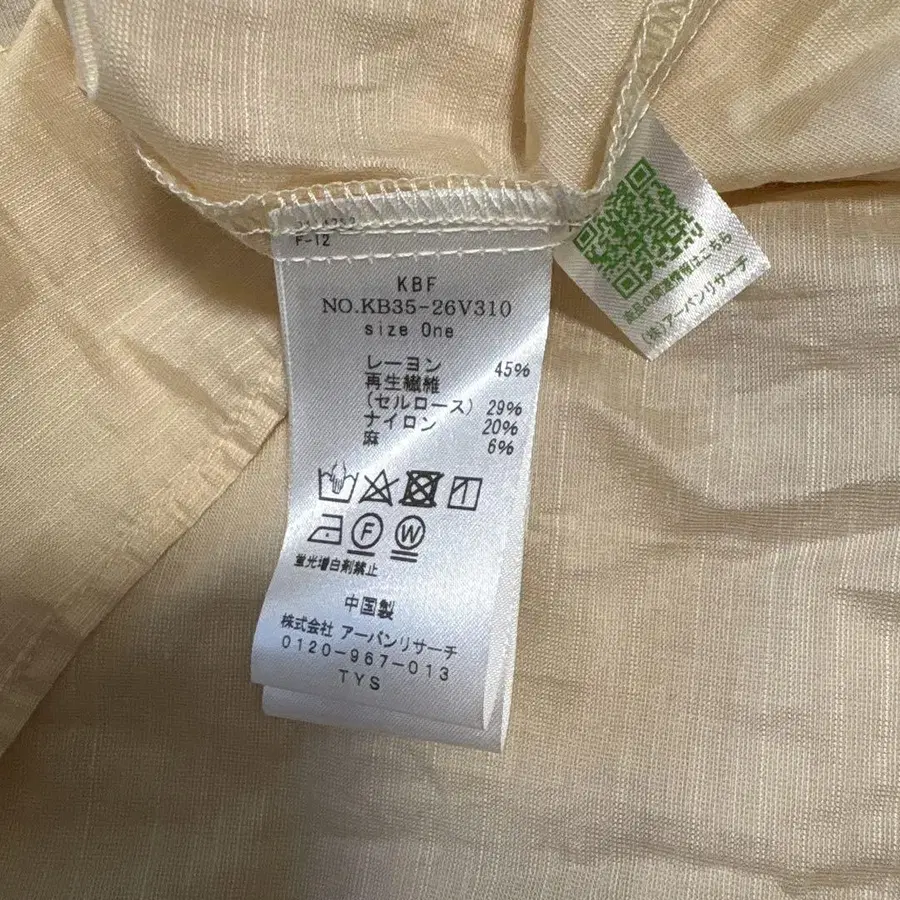 F-12
KBF
NO.KB35-26V310
size One
レーヨン 45%
再生繊維
(セルロース) 29%
ナイロン 20%
麻 6%
F W
蛍光増白剤禁止
中国製
株式会社 アーバンリサーチ
0120-967-013
TYS
(株)アーバンリサーチ